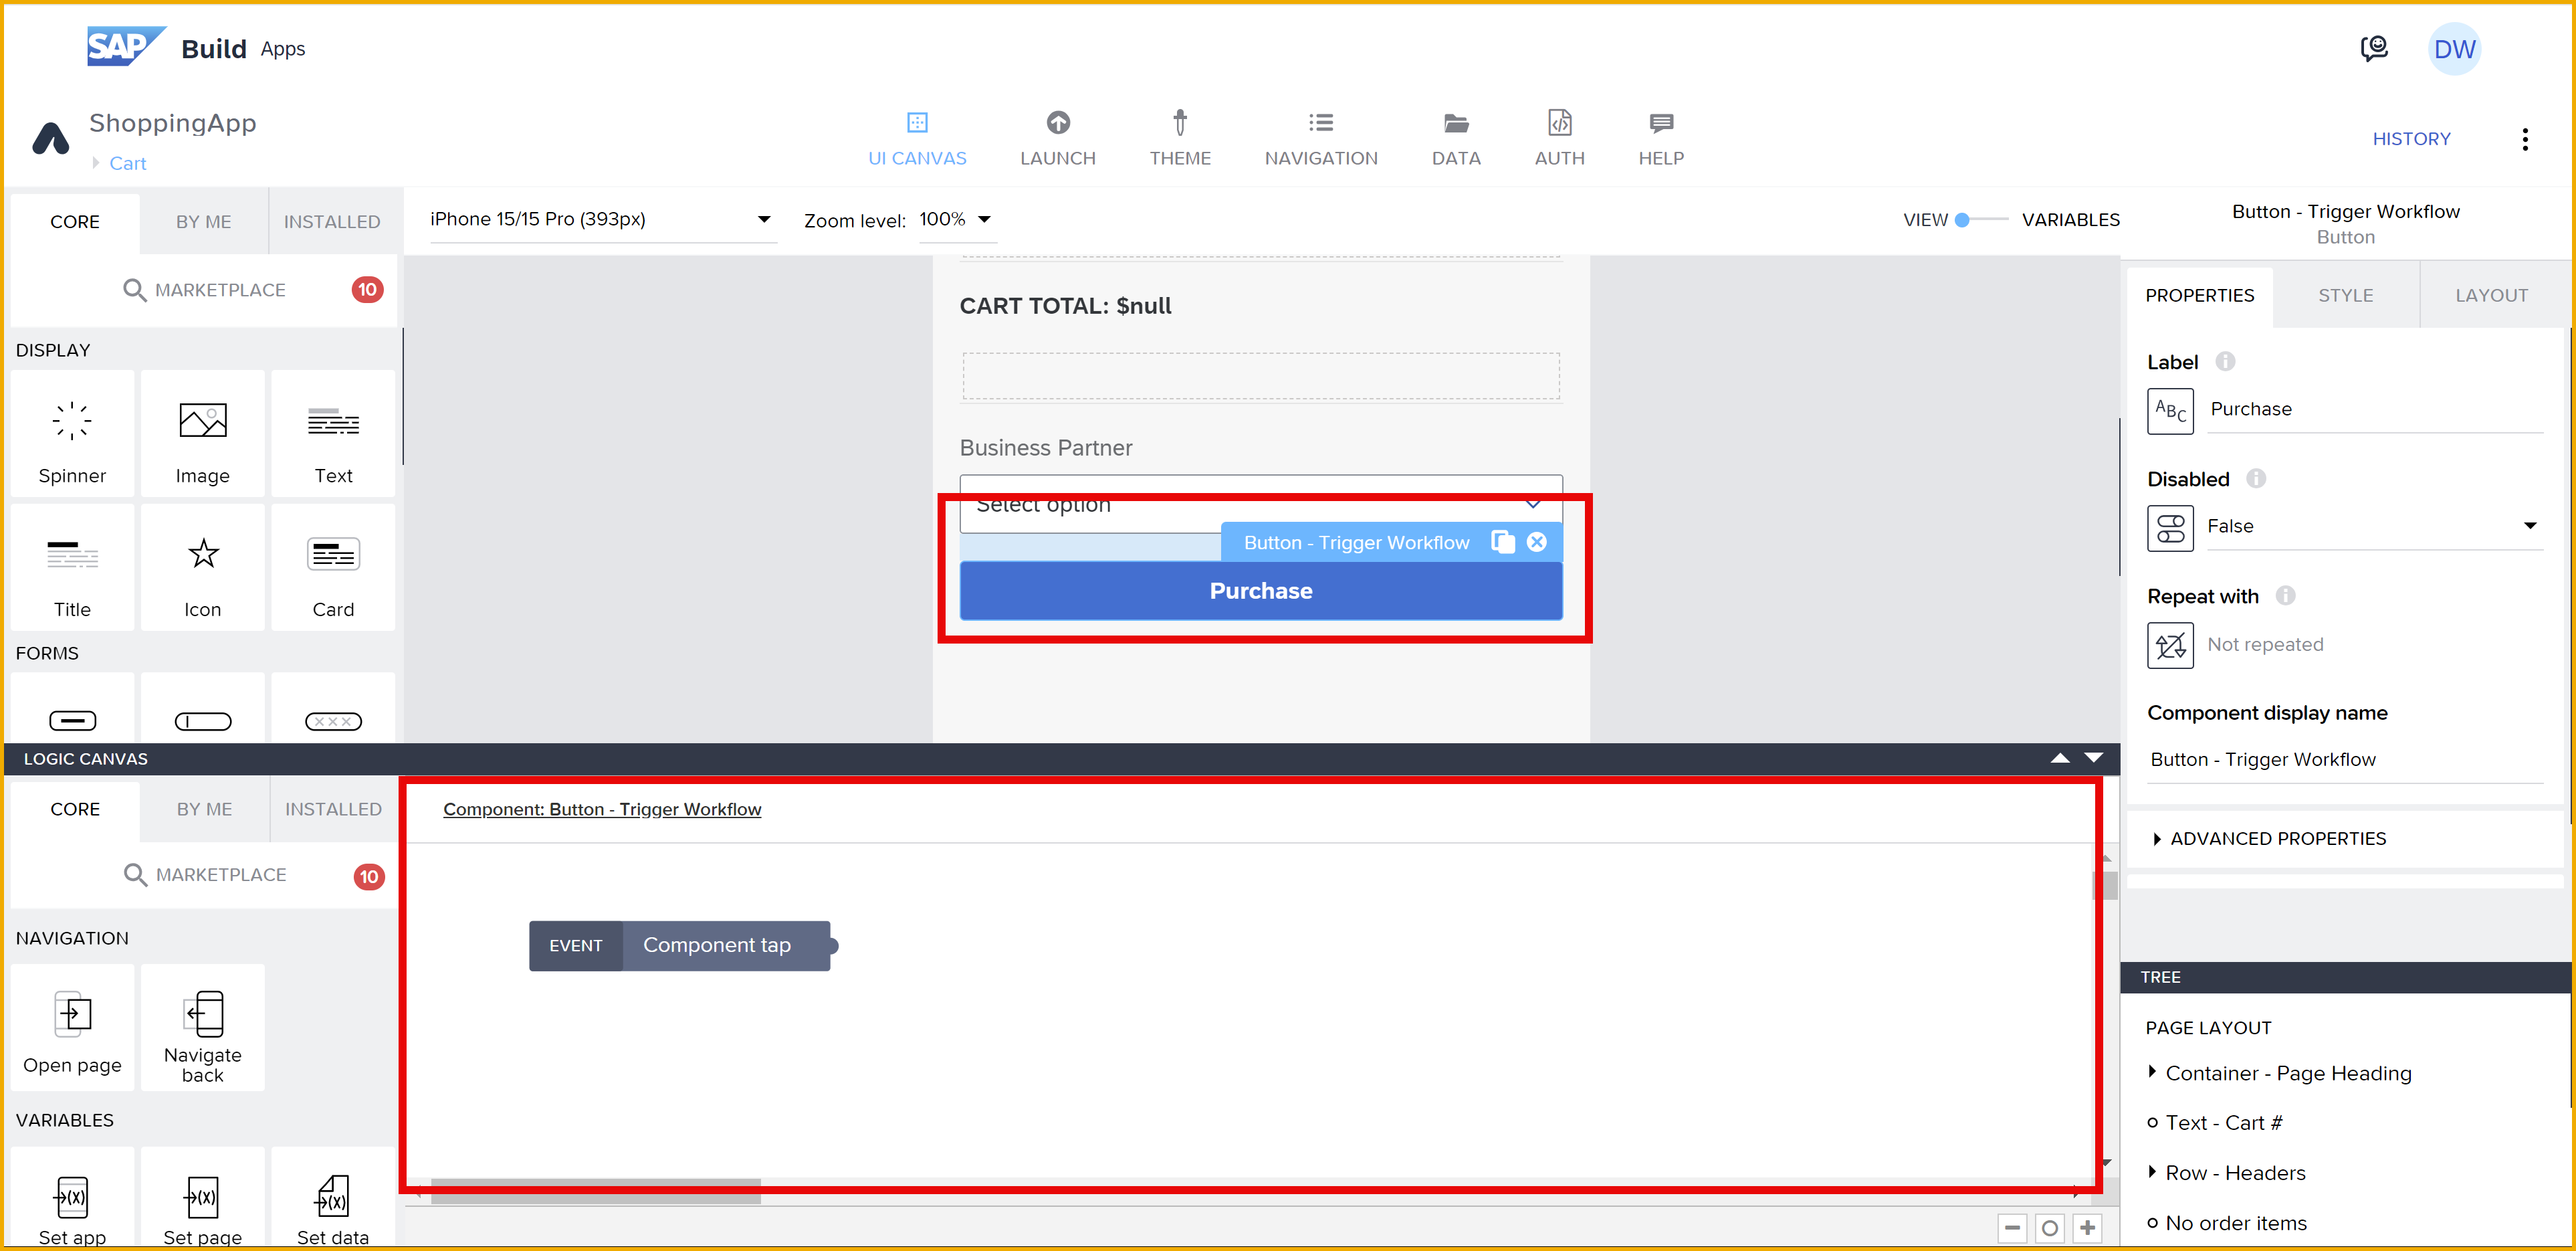 SAP Build Apps
DW
ShoppingApp
Cart
UI CANVAS
LAUNCH
THEME
NAVIGATION
DATA
AUTH
HELP
HISTORY
CORE
BY ME
INSTALLED
MARKETPLACE
10
DISPLAY
Spinner
Image
Text
Title
Icon
Card
FORMS
iPhone 15/15 Pro (393px)
Zoom level: 100%
VIEW
VARIABLES
CART TOTAL: $null
Business Partner
Select option
Button - Trigger Workflow
Purchase
Button - Trigger Workflow
Button
PROPERTIES
STYLE
LAYOUT
Label
ABC
Purchase
Disabled
False
Repeat with
Not repeated
Component display name
Button - Trigger Workflow
ADVANCED PROPERTIES
LOGIC CANVAS
CORE
BY ME
INSTALLED
MARKETPLACE
10
NAVIGATION
Open page
Navigate
back
VARIABLES
(x)
(x)
(x)
Set app
Set page
Set data
Component: Button - Trigger Workflow
EVENT
Component tap
TREE
PAGE LAYOUT
Container - Page Heading
Text - Cart #
Row - Headers
No order items